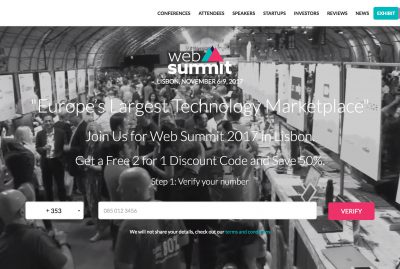 CONFERENCES ATTENDEES SPEAKERS STARTUPS INVESTORS REVIEWS NEWS EXHIBIT
web
summit
LISBON, NOVEMBER 6-9, 2017
"Europe's Largest Technology Marketplace"
Join Us for Web Summit 2017 in Lisbon.
Get a Free 2 for 1 Discount Code and Save 50%.
Step 1: Verify your number
+ 353 085 012 3456 VERIFY
We will not share your details, check out our terms and conditions